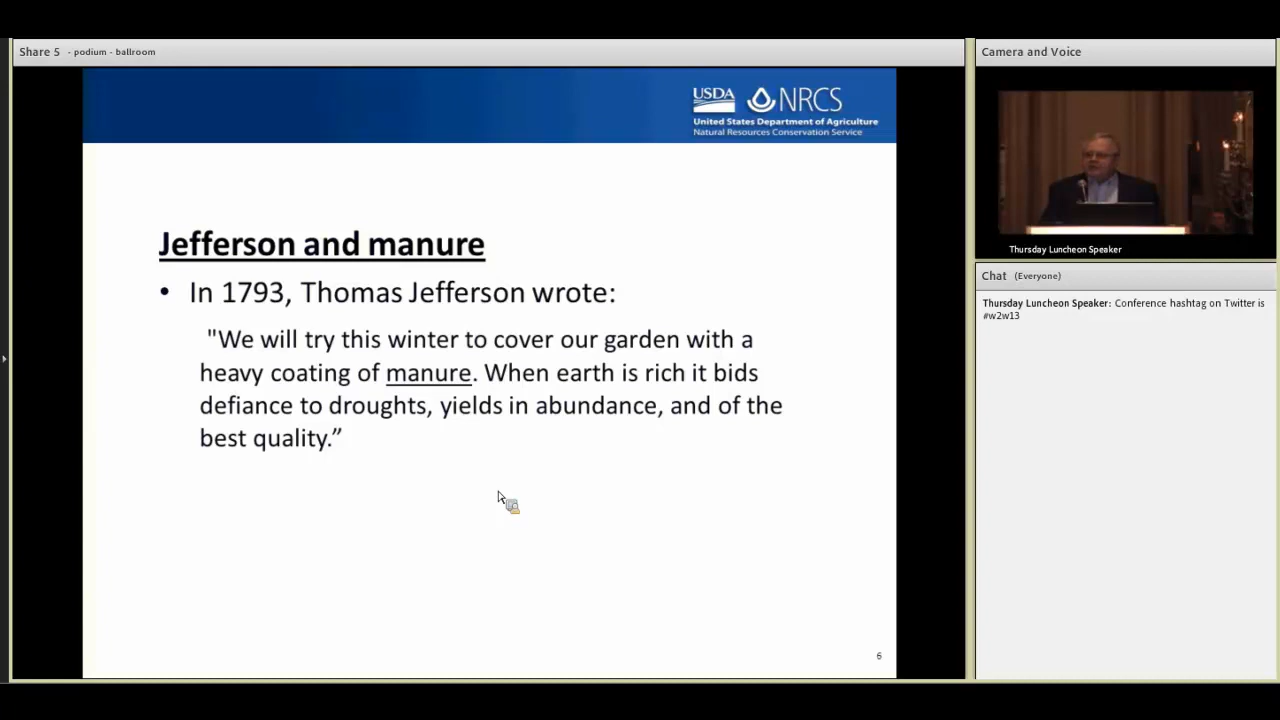 Share 5 - podium - ballroom
USDA NRCS
United States Department of Agriculture
Natural Resources Conservation Service
Jefferson and manure
• In 1793, Thomas Jefferson wrote:
"We will try this winter to cover our garden with a
heavy coating of manure. When earth is rich it bids
defiance to droughts, yields in abundance, and of the
best quality.”
6
Camera and Voice
Thursday Luncheon Speaker
Chat (Everyone)
Thursday Luncheon Speaker: Conference hashtag on Twitter is
#w2w13